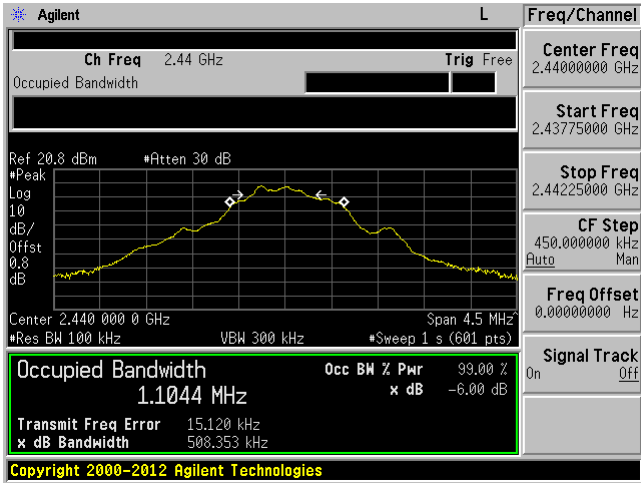 Agilent L Freq/Channel
Ch Freq 2.44 GHz Trig Free
Occupied Bandwidth
Center Freq
2.44000000 GHz
Start Freq
2.43775000 GHz
Stop Freq
2.44225000 GHz
CF Step
450.000000 kHz
Auto Man
Freq Offset
0.00000000 Hz
Signal Track
On Off
Ref 20.8 dBm #Atten 30 dB
#Peak
Log
10
dB/
Offst
0.8
dB
Center 2.440 000 0 GHz Span 4.5 MHz^
#Res BW 100 kHz VBW 300 kHz #Sweep 1 s (601 pts)
Occupied Bandwidth Occ BW % Pwr 99.00 %
1.1044 MHz x dB -6.00 dB
Transmit Freq Error 15.120 kHz
x dB Bandwidth 508.353 kHz
Copyright 2000-2012 Agilent Technologies